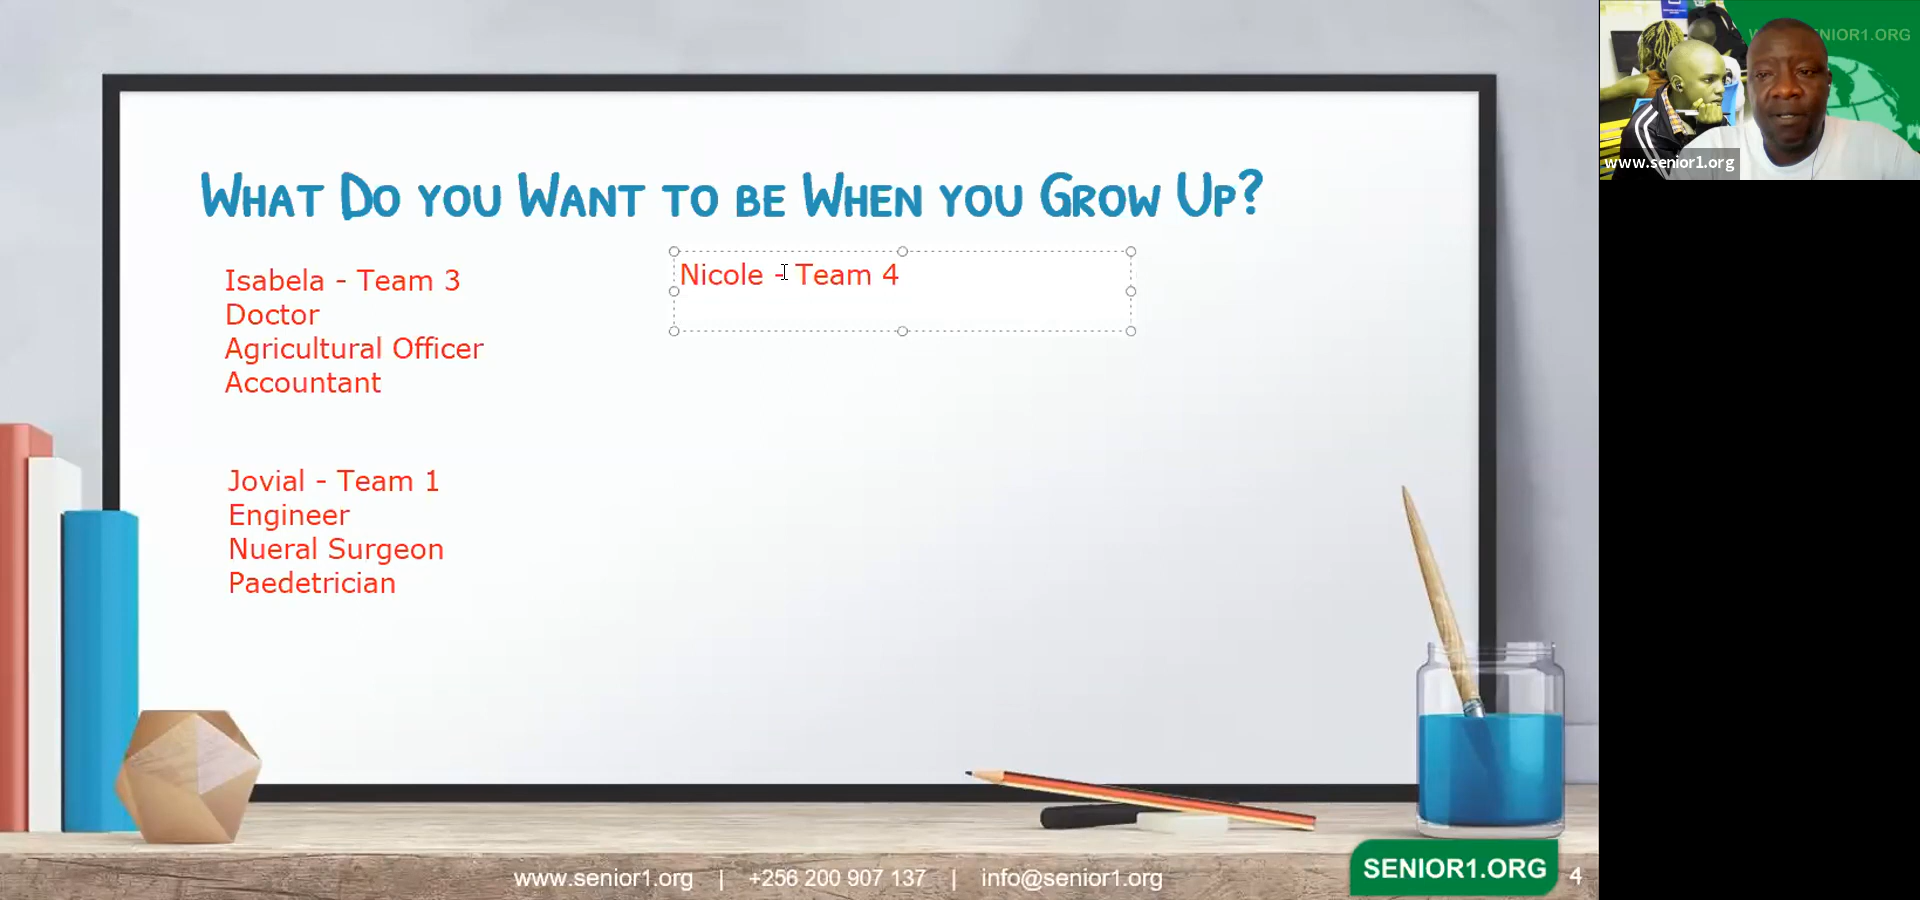 What Do you Want to be When you Grow Up?
Isabela - Team 3
Doctor
Agricultural Officer
Accountant
Jovial - Team 1
Engineer
Nueral Surgeon
Paedetrician
Nicole - Team 4
www.senior1.org | +256 200 907 137 | info@senior1.org
SENIOR1.ORG
4
NIOR1.ORG
www.senior1.org